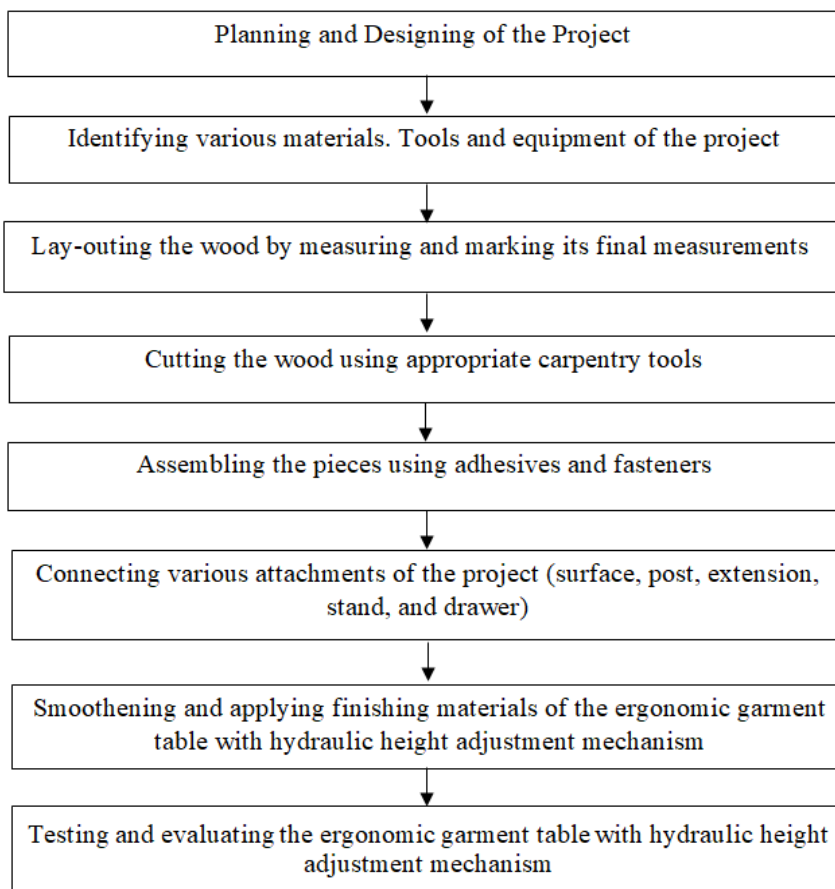 Planning and Designing of the Project
Identifying various materials. Tools and equipment of the project
Lay-outing the wood by measuring and marking its final measurements
Cutting the wood using appropriate carpentry tools
Assembling the pieces using adhesives and fasteners
Connecting various attachments of the project (surface, post, extension,
stand, and drawer)
Smoothening and applying finishing materials of the ergonomic garment
table with hydraulic height adjustment mechanism
Testing and evaluating the ergonomic garment table with hydraulic height
adjustment mechanism